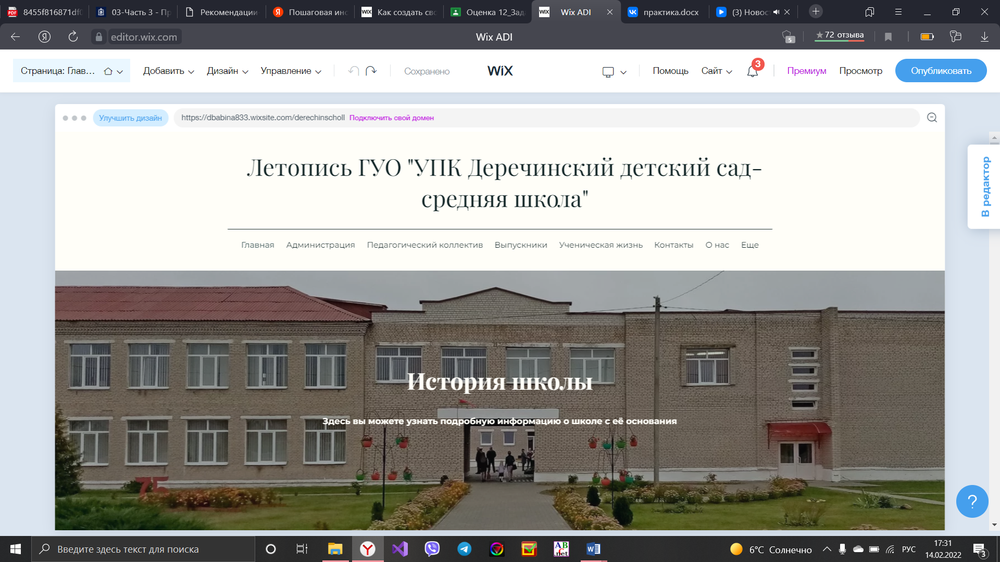 8455f816871df0
03-Часть 3 - Пр
Рекомендации-
Пошаговая инс
Как создать сво
Оценка 12_Зад
Wix ADI
практика.docx
(3) Новос
editor.wix.com
Wix ADI
5
72 отзыва
Страница: Глав...
Добавить
Дизайн
Управление
Сохранено
WiX
Помощь
Сайт
3
Премиум
Просмотр
Опубликовать
Улучшить дизайн
https://dbabina833.wixsite.com/derechinscholl
Подключить свой домен
В редактор
Летопись ГУО "УПК Деречинский детский сад-
средняя школа"
Главная
Администрация
Педагогический коллектив
Выпускники
Ученическая жизнь
Контакты
О нас
Еще
История школы
Здесь вы можете узнать подробную информацию о школе с её основания
75
?
Введите здесь текст для поиска
6°C Солнечно
РУС
17:31
14.02.2022
3